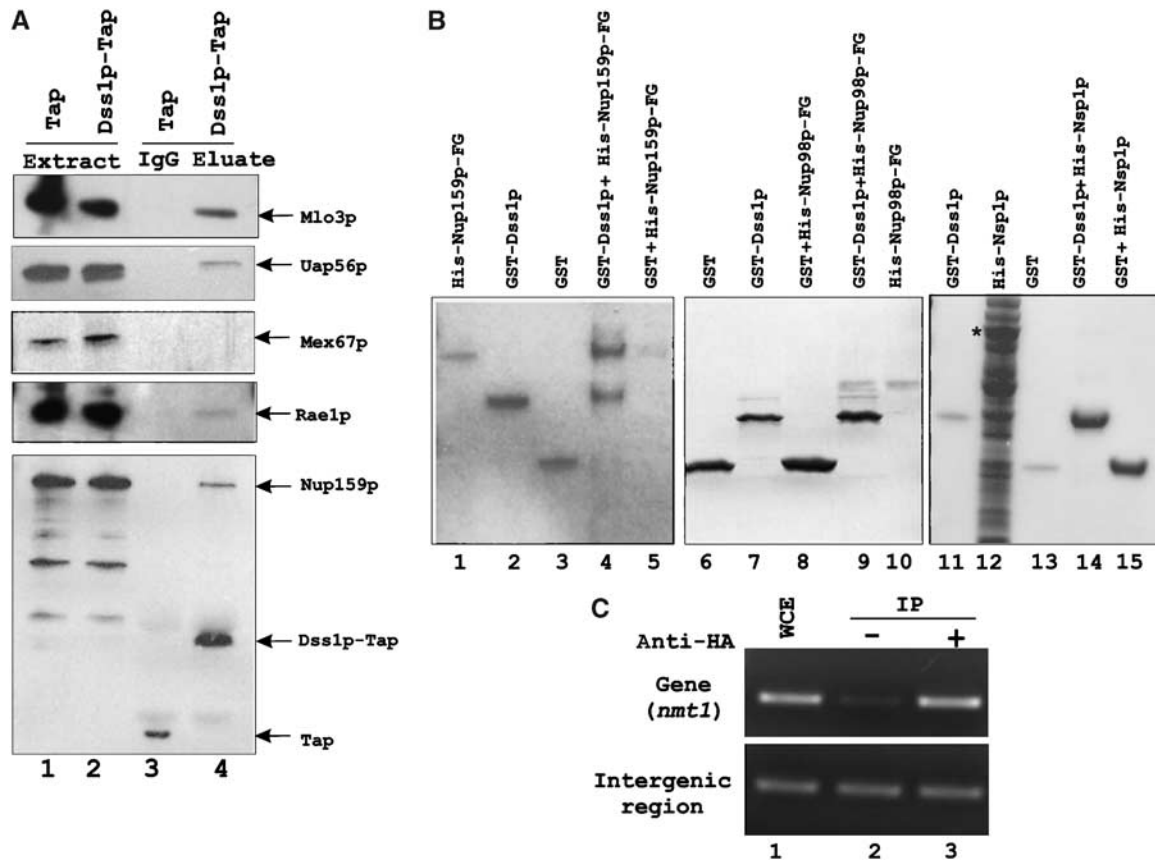 A
Tap
Dss1p-Tap
Tap
Dss1p-Tap
Extract
IgG Eluate
Mlo3p
Uap56p
Mex67p
Rae1p
Nup159p
Dss1p-Tap
Tap
1 2 3 4
B
His-Nup159p-FG
GST-Dss1p
GST
GST-Dss1p+ His-Nup159p-FG
GST+His-Nup159p-FG
GST
GST-Dss1p
GST+His-Nup98p-FG
GST-Dss1p+His-Nup98p-FG
His-Nup98p-FG
GST-Dss1p
His-Nsp1p
GST
GST-Dss1p+His-Nsp1p
GST+His-Nsp1p
*
1 2 3 4 5 6 7 8 9 10 11 12 13 14 15
C
WCE
IP
Anti-HA - +
Gene
(nmt1)
Intergenic
region
1 2 3